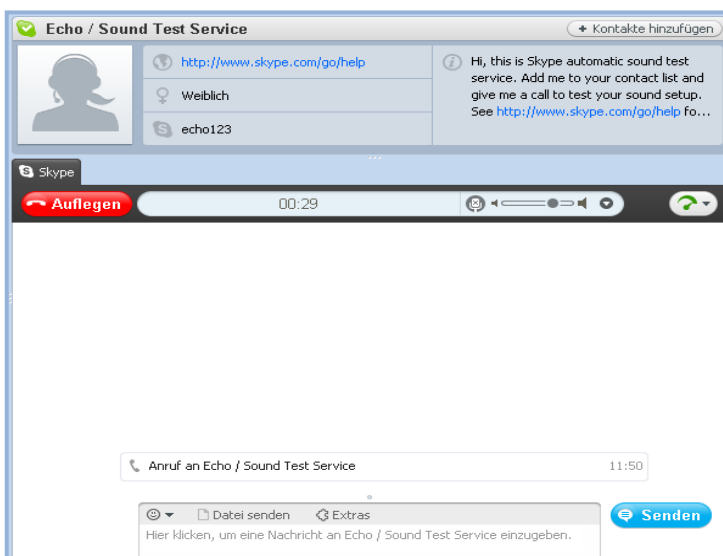 Echo / Sound Test Service
+ Kontakte hinzufügen
http://www.skype.com/go/help
Weiblich
echo123
Hi, this is Skype automatic sound test
service. Add me to your contact list and
give me a call to test your sound setup.
See http://www.skype.com/go/help fo...
Skype
Auflegen
00:29
Anruf an Echo / Sound Test Service
11:50
Datei senden
Extras
Senden
Hier klicken, um eine Nachricht an Echo / Sound Test Service einzugeben.